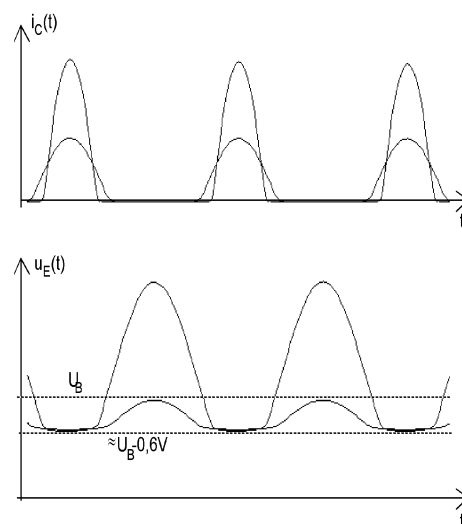 i_C(t)
t
u_E(t)
U_B
≈U_B-0,6V
t